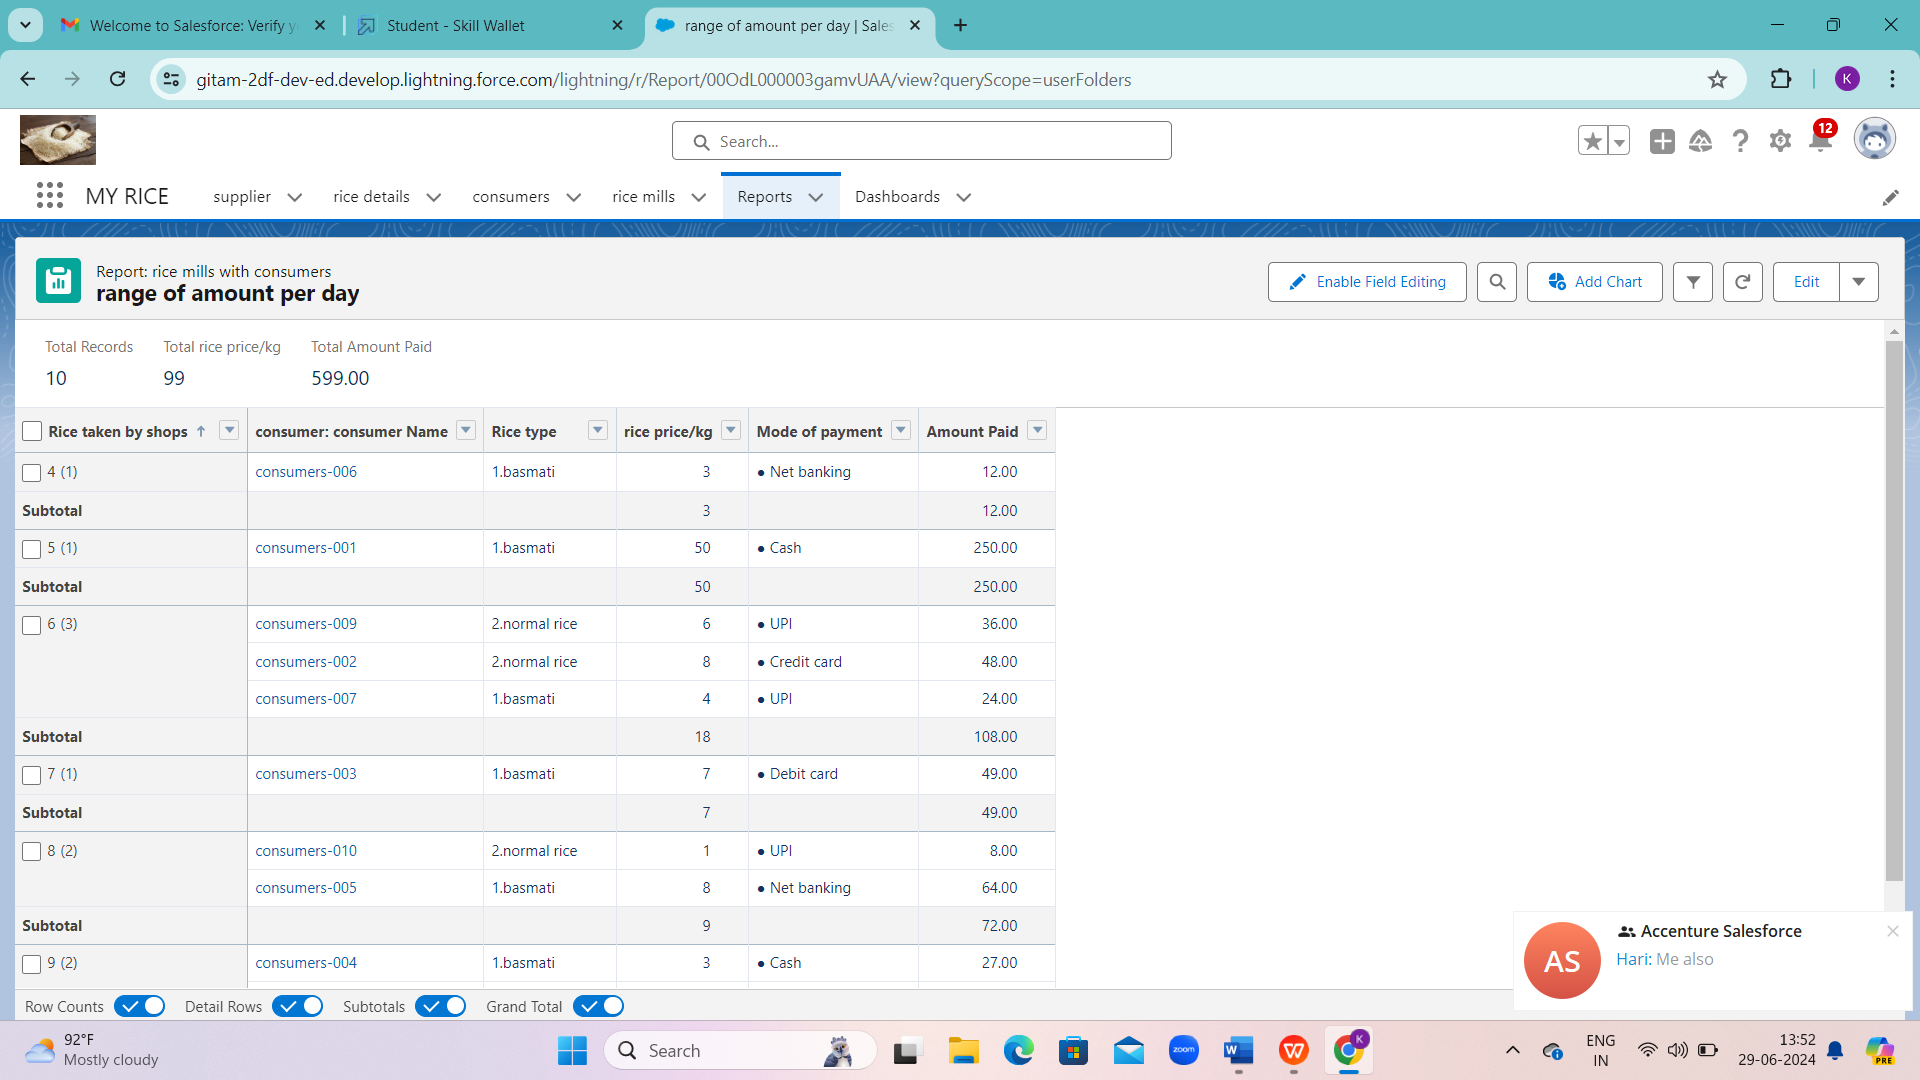 Welcome to Salesforce: Verify y
Student - Skill Wallet
range of amount per day | Sales
gitam-2df-dev-ed.develop.lightning.force.com/lightning/r/Report/00OdL000003gamvUAA/view?queryScope=userFolders
K
Search...
12
MY RICE
supplier
rice details
consumers
rice mills
Reports
Dashboards
Report: rice mills with consumers
range of amount per day
Enable Field Editing
Add Chart
Edit
Total Records Total rice price/kg Total Amount Paid
10 99 599.00
Rice taken by shops ↑ consumer: consumer Name Rice type rice price/kg Mode of payment Amount Paid
4 (1) consumers-006 1.basmati 3 • Net banking 12.00
Subtotal 3 12.00
5 (1) consumers-001 1.basmati 50 • Cash 250.00
Subtotal 50 250.00
6 (3) consumers-009 2.normal rice 6 • UPI 36.00
consumers-002 2.normal rice 8 • Credit card 48.00
consumers-007 1.basmati 4 • UPI 24.00
Subtotal 18 108.00
7 (1) consumers-003 1.basmati 7 • Debit card 49.00
Subtotal 7 49.00
8 (2) consumers-010 2.normal rice 1 • UPI 8.00
consumers-005 1.basmati 8 • Net banking 64.00
Subtotal 9 72.00
9 (2) consumers-004 1.basmati 3 • Cash 27.00
AS
Accenture Salesforce
Hari: Me also
Row Counts Detail Rows Subtotals Grand Total
92°F
Mostly cloudy
Search
zoom
W
W
K
ENG
IN
13:52
29-06-2024
PRE